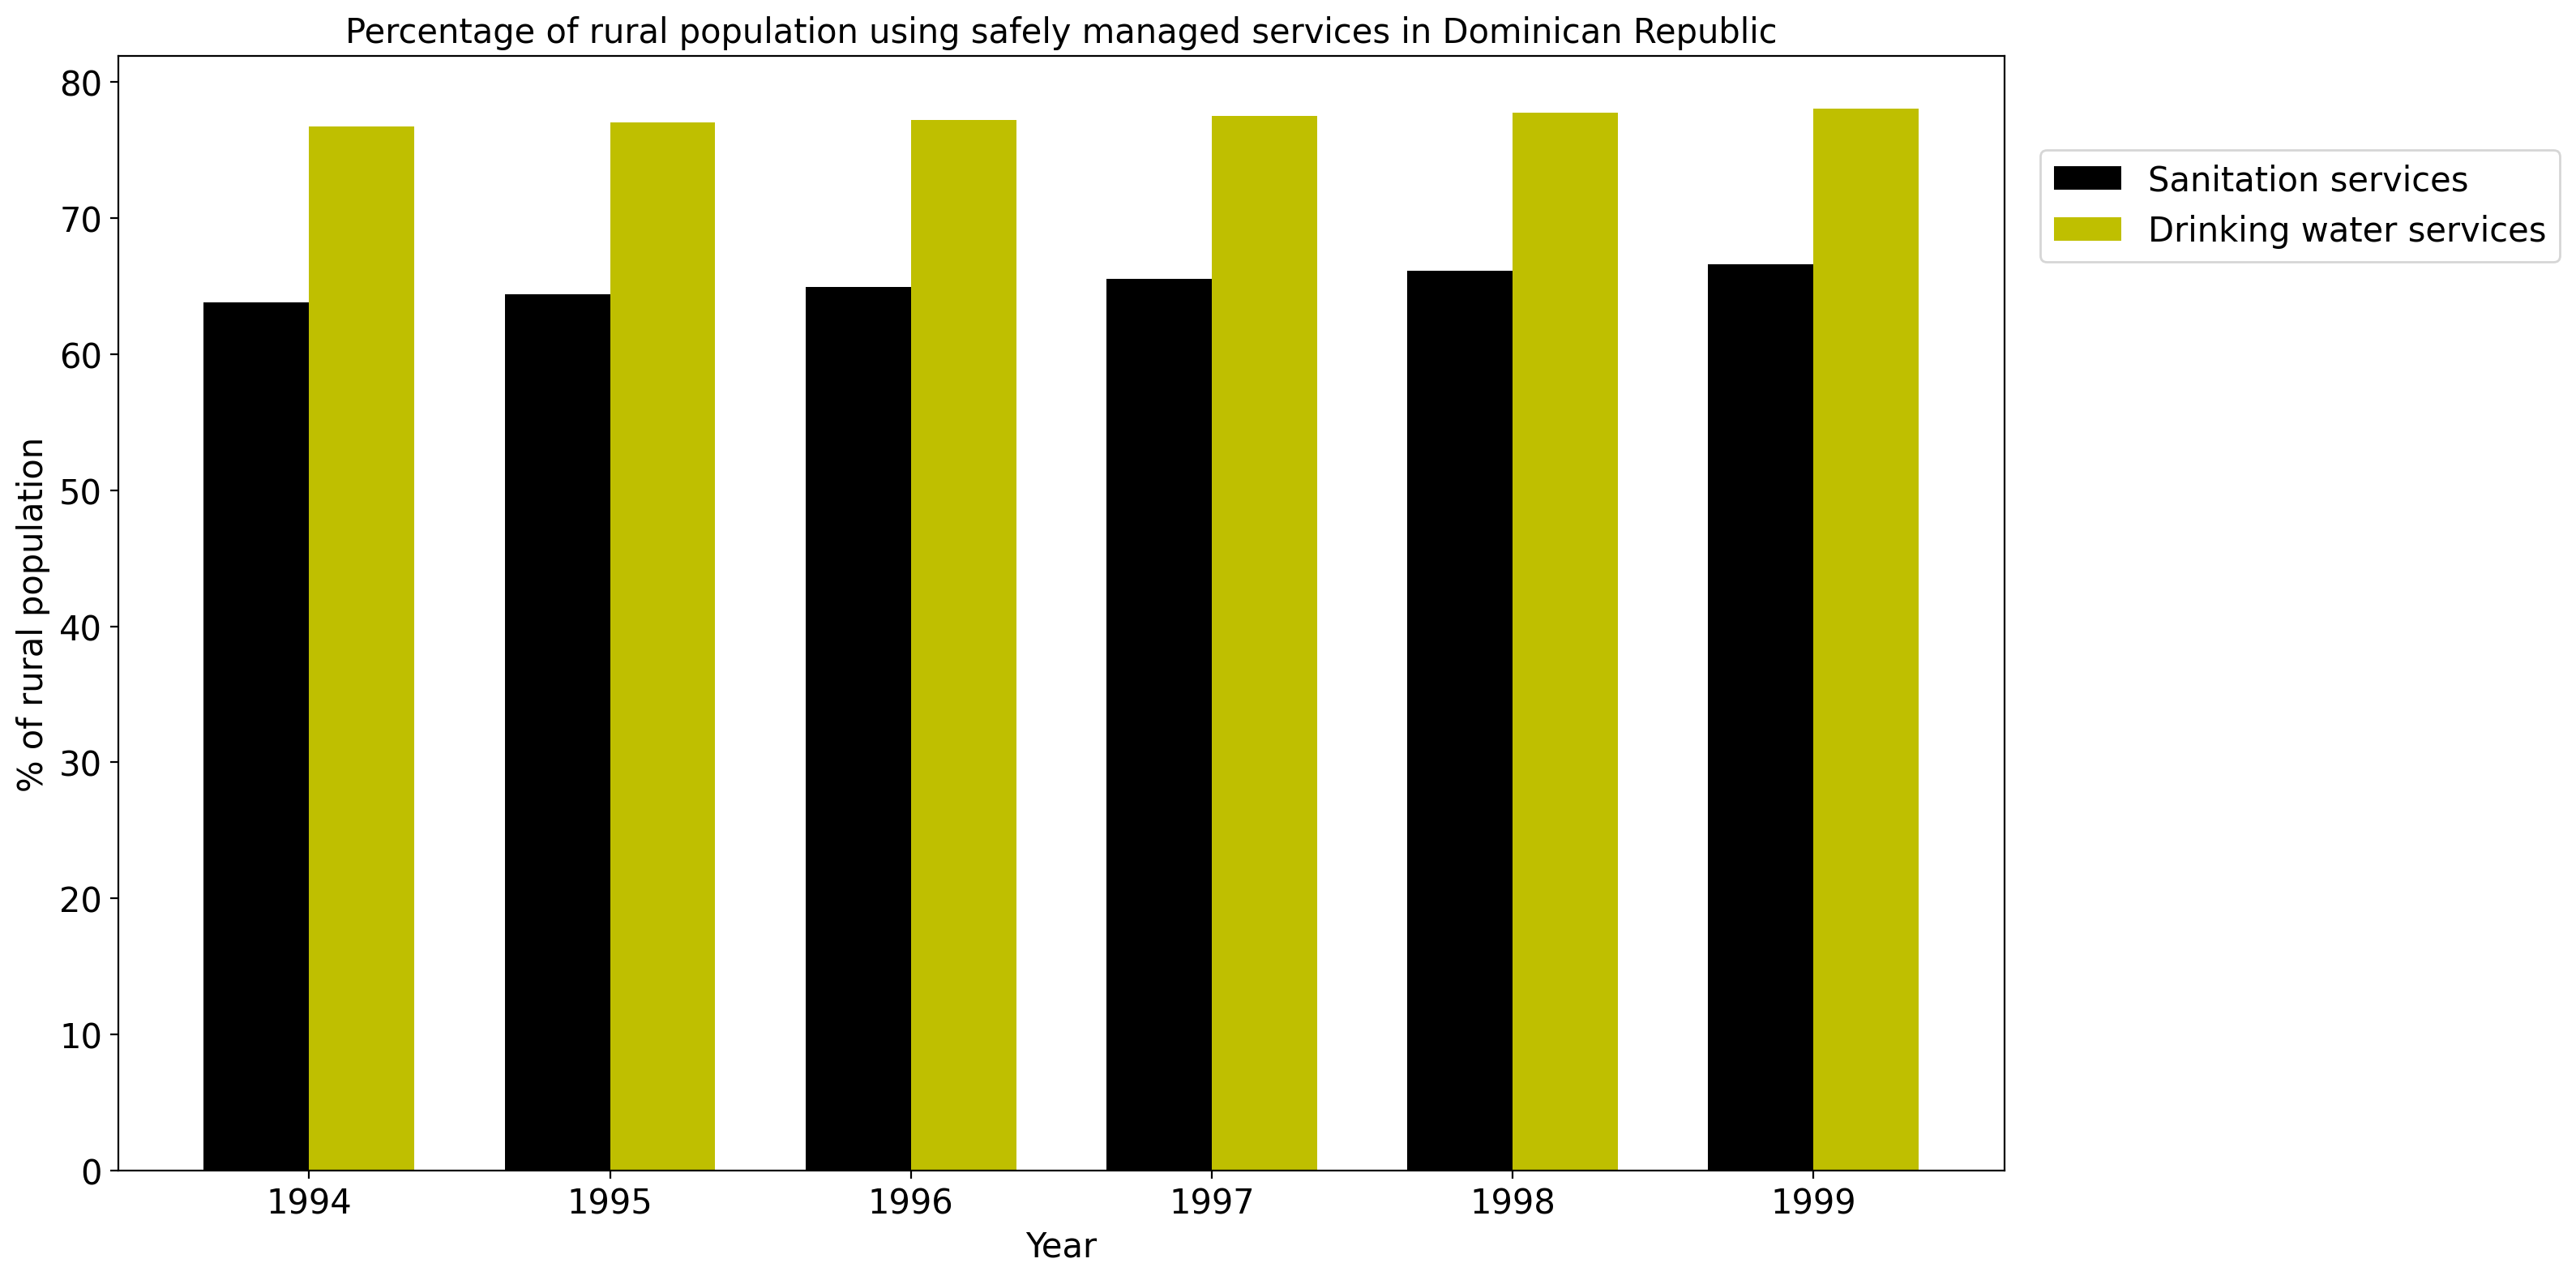 Percentage of rural population using safely managed services in Dominican Republic
80
70
60
50
40
30
20
10
0
% of rural population
1994 1995 1996 1997 1998 1999
Year
Sanitation services
Drinking water services